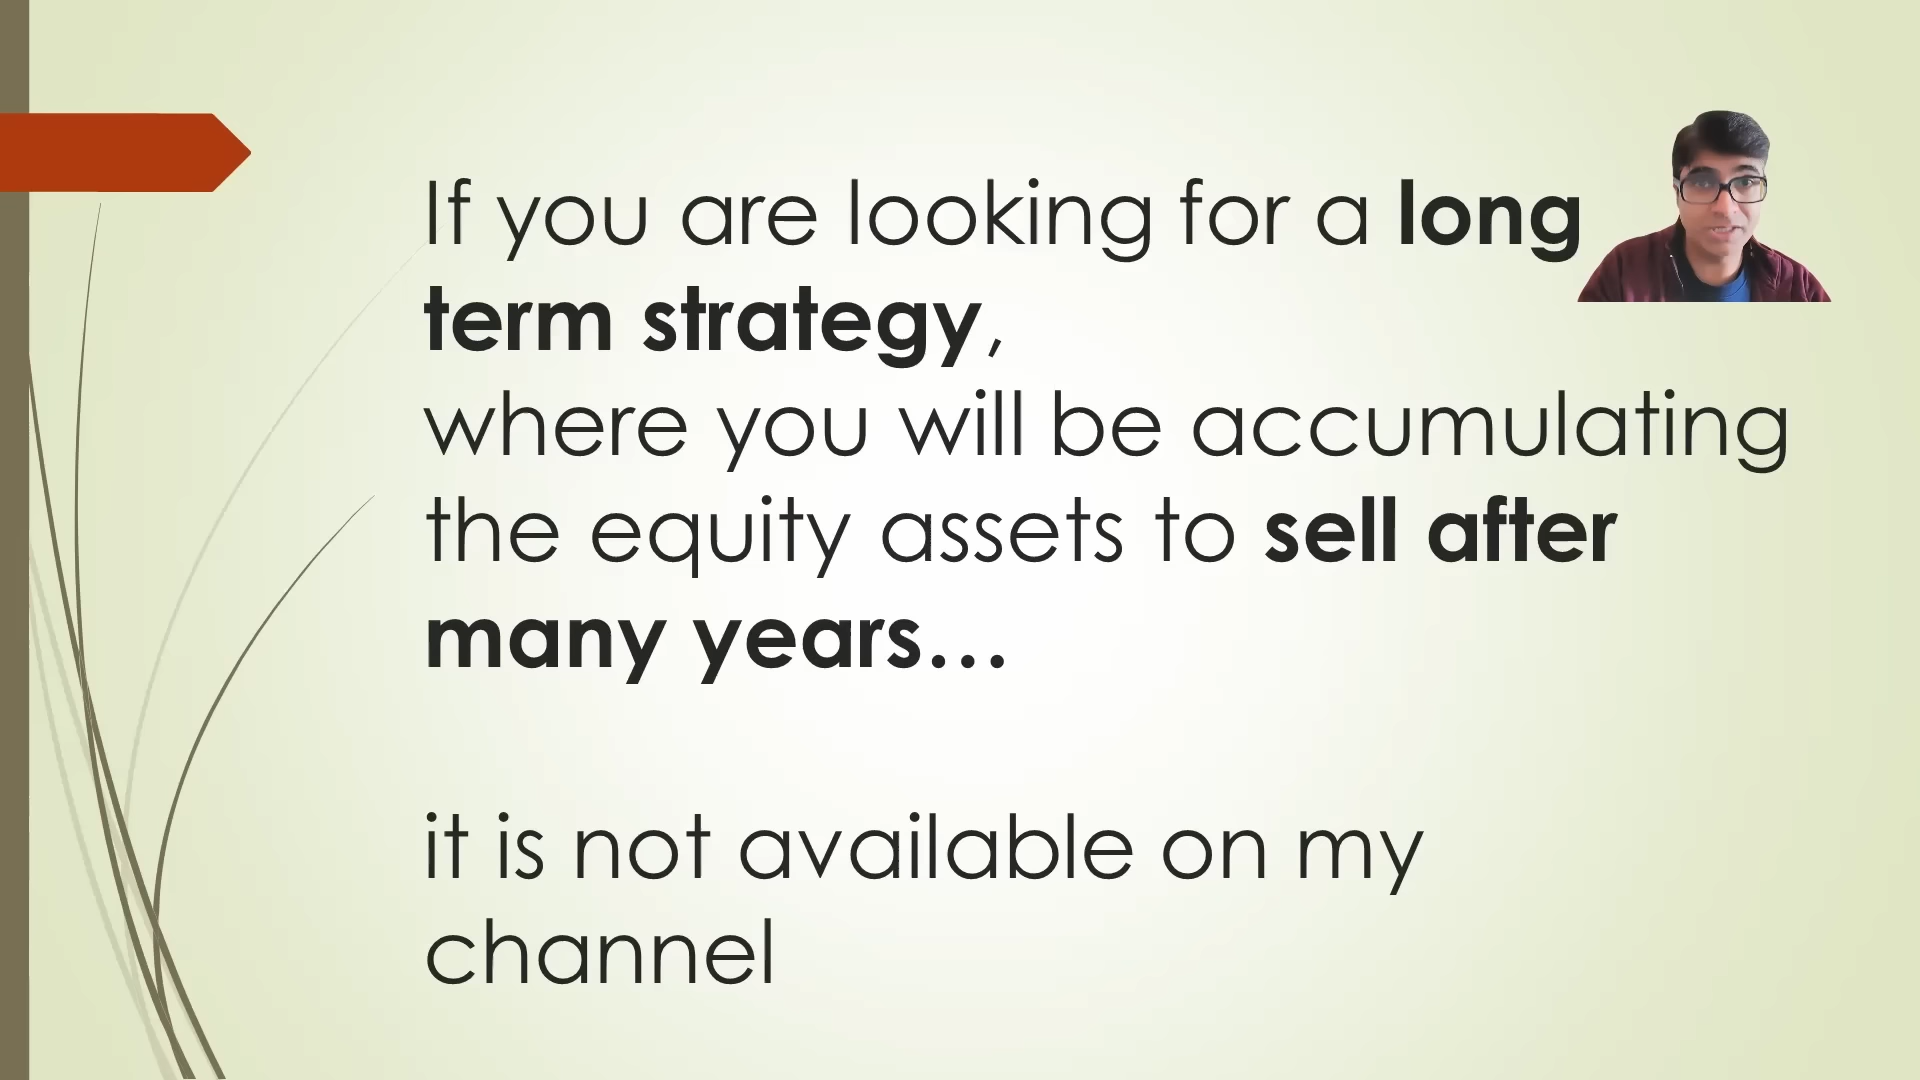 If you are looking for a long
term strategy,
where you will be accumulating
the equity assets to sell after
many years...
it is not available on my
channel